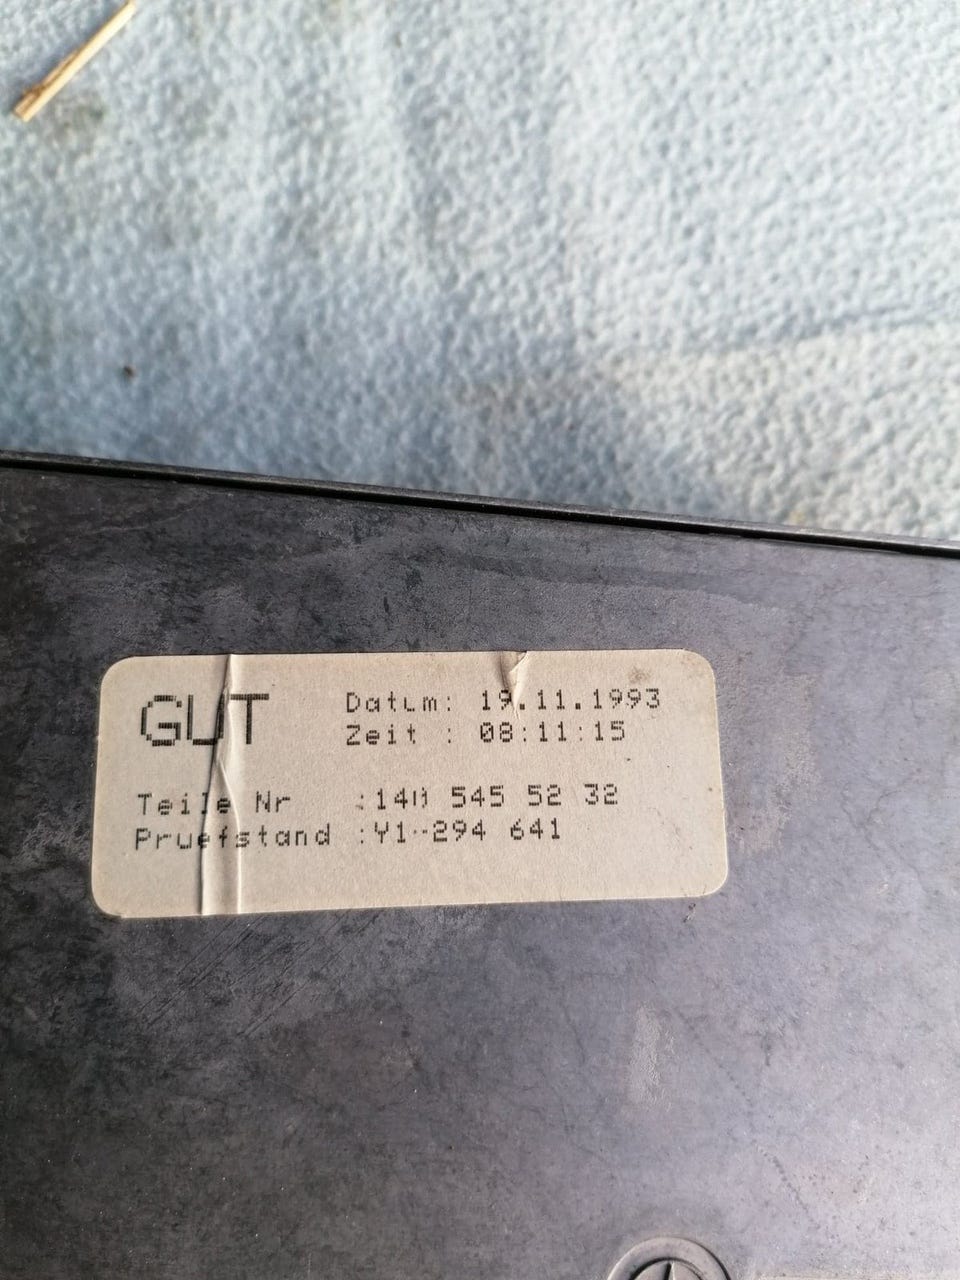 GUT
Datum: 19.11.1993
Zeit : 08:11:15
Teile Nr :140 545 52 32
Pruefstand :Y1-294 641